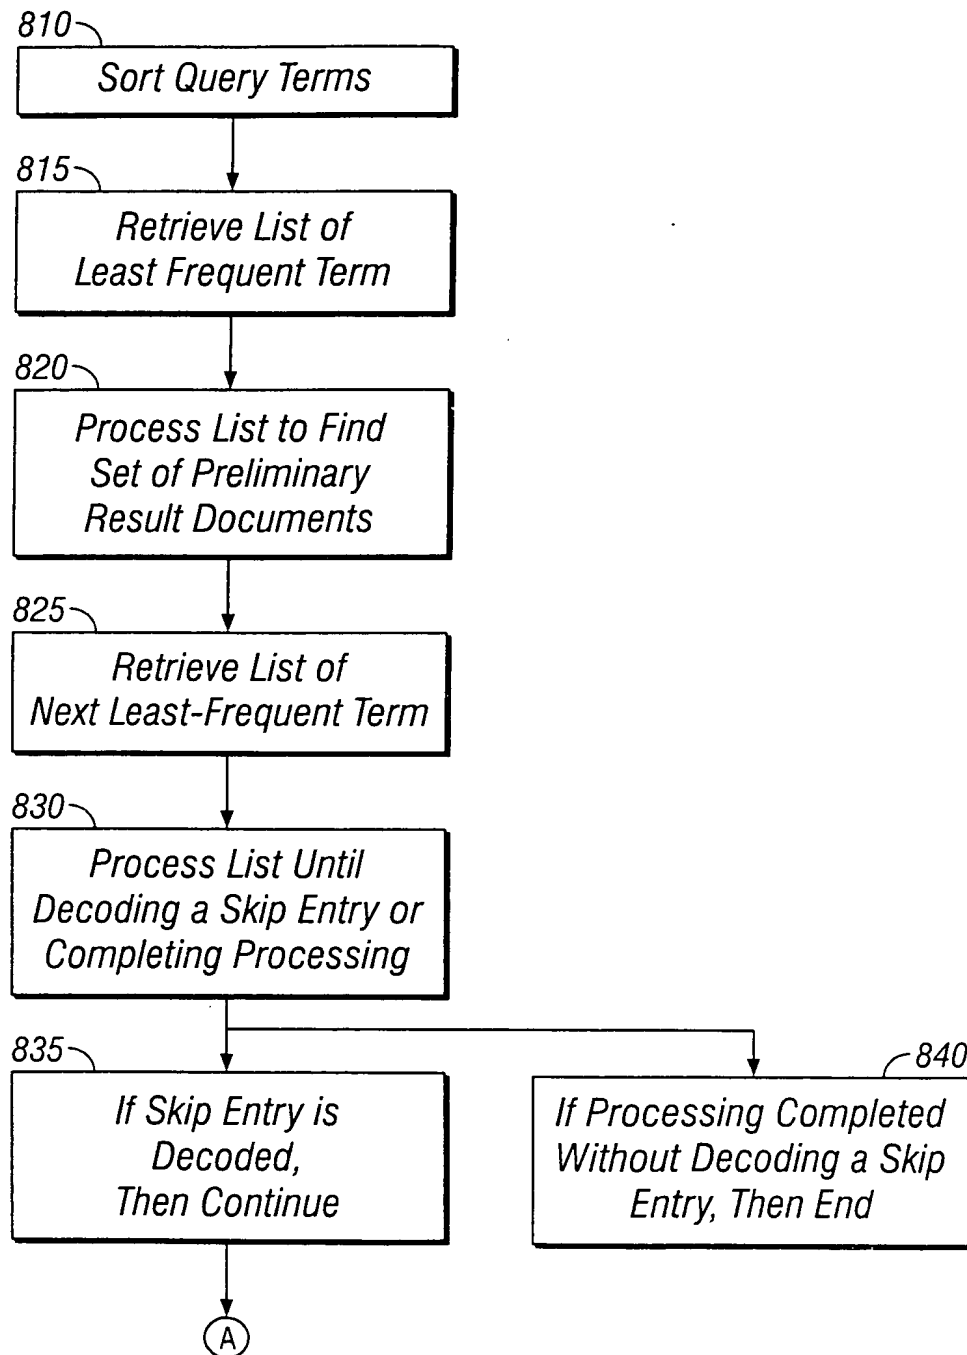 810
Sort Query Terms
815
Retrieve List of
Least Frequent Term
820
Process List to Find
Set of Preliminary
Result Documents
825
Retrieve List of
Next Least-Frequent Term
830
Process List Until
Decoding a Skip Entry or
Completing Processing
835
If Skip Entry is
Decoded,
Then Continue
840
If Processing Completed
Without Decoding a Skip
Entry, Then End
A